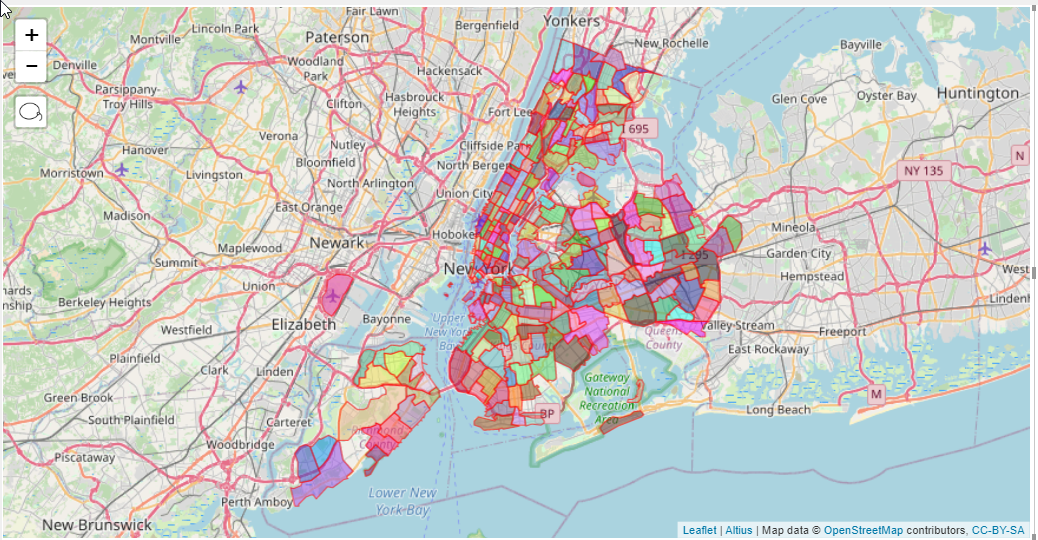 Fair Lawn
Yonkers
Lincoln Park
Bergenfield
Montville
Paterson
New Rochelle
Bayville
Denville
Woodland
Park
Hackensack
Parsippany-
Troy Hills
Hasbrouck
Heights
Clifton
Fort Lee
Glen Cove
Oyster Bay
Huntington
I 695
Verona
Nutley
Cliffside Park
Hanover
Bloomfield
North Bergen
N
NY 135
Morristown
Livingston
North Arlington
Union City
East Orange
Madison
Mineola
Maplewood
Newark
Hoboken
Garden City
I 295
Summit
New York
Hempstead
West
Union
Berkeley Heights
nards
nship
Lindenh
Elizabeth
Bayonne
Upper
New York
Bay
Queens
County
Valley Stream
Freeport
Westfield
East Rockaway
Plainfield
Clark
Linden
Gateway
National
Recreation
Area
M
Green Brook
BP
Long Beach
South Plainfield
Carteret
Richmond
County
Woodbridge
Piscataway
Perth Amboy
Lower New
York Bay
New Brunswick
+
−
Leaflet | Altius | Map data © OpenStreetMap contributors, CC-BY-SA